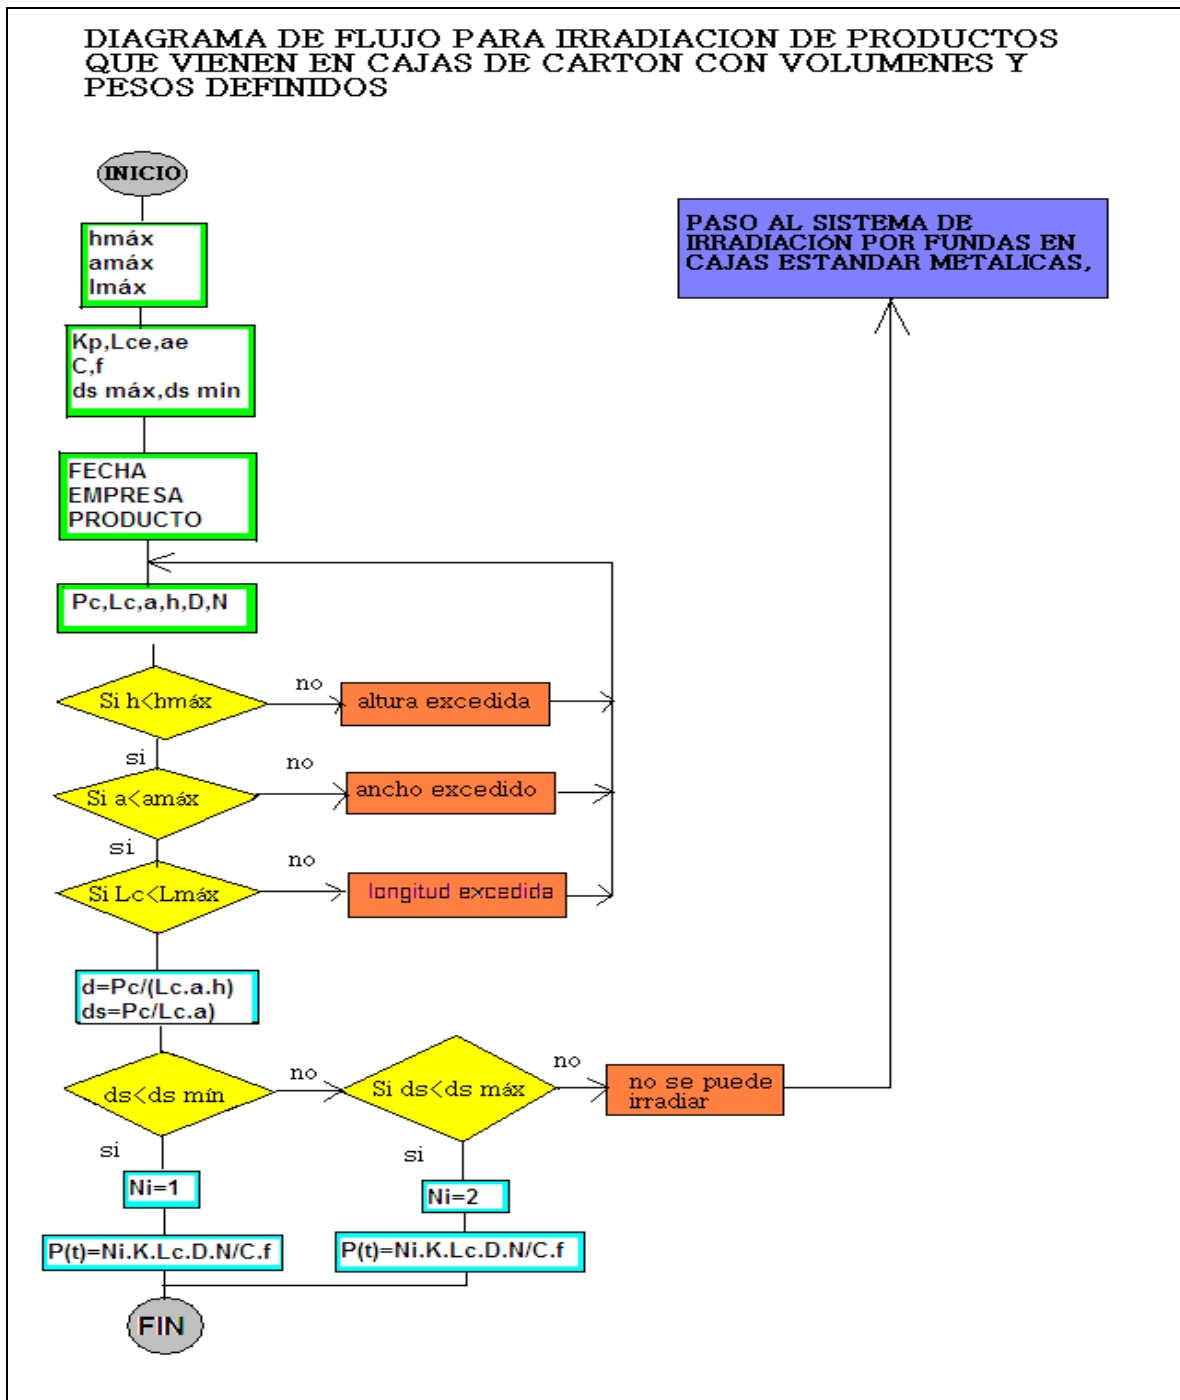 DIAGRAMA DE FLUJO PARA IRRADIACION DE PRODUCTOS
QUE VIENEN EN CAJAS DE CARTON CON VOLUMENES Y
PESOS DEFINIDOS
INICIO
hmáx
amáx
lmáx
PASO AL SISTEMA DE
IRRADIACIÓN POR FUNDAS EN
CAJAS ESTANDAR METALICAS,
Kp,Lce,ae
C,f
ds máx,ds min
FECHA
EMPRESA
PRODUCTO
Pc,Lc,a,h,D,N
Si h<hmáx
no
altura excedida
si
Si a<amáx
no
ancho excedido
si
Si Lc<Lmáx
no
longitud excedida
d=Pc/(Lc.a.h)
ds=Pc/Lc.a)
ds<ds mín
no
Si ds<ds máx
no
no se puede
irradiar
si
si
Ni=1
Ni=2
P(t)=Ni.K.Lc.D.N/C.f
P(t)=Ni.K.Lc.D.N/C.f
FIN